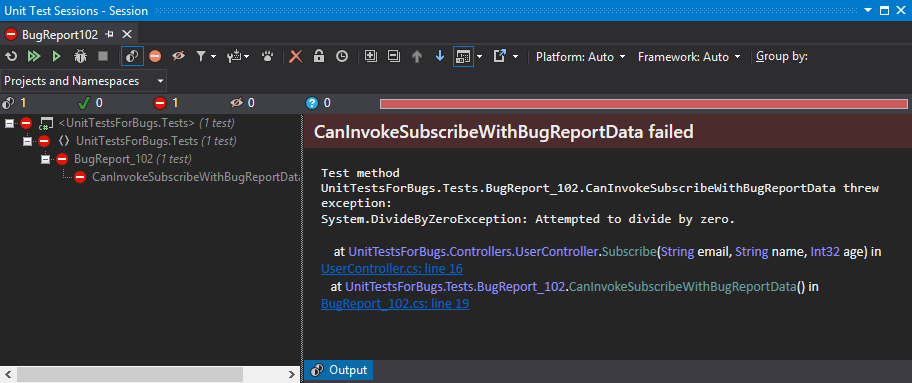 Unit Test Sessions - Session
BugReport102
Platform: Auto Framework: Auto Group by:
Projects and Namespaces
1 0 1 0 ? 0
<UnitTestsForBugs.Tests> (1 test)
UnitTestsForBugs.Tests (1 test)
BugReport_102 (1 test)
CanInvokeSubscribeWithBugReportData
CanInvokeSubscribeWithBugReportData failed
Test method
UnitTestsForBugs.Tests.BugReport_102.CanInvokeSubscribeWithBugReportData threw
exception:
System.DivideByZeroException: Attempted to divide by zero.
at UnitTestsForBugs.Controllers.UserController.Subscribe(String email, String name, Int32 age) in
UserController.cs: line 16
at UnitTestsForBugs.Tests.BugReport_102.CanInvokeSubscribeWithBugReportData() in
BugReport_102.cs: line 19
Output